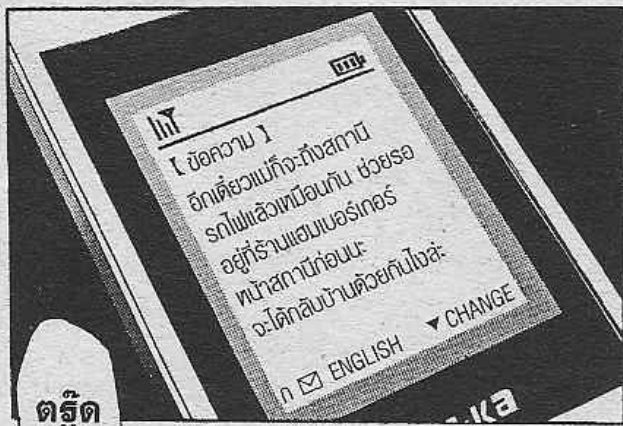 【 ข้อความ 】
อีกเดี๋ยวแม่ก็จะถึงสถานี
รถไฟแล้วเหมือนกัน ช่วยรอ
อยู่ที่ร้านแฮมเบอร์เกอร์
หน้าสถานีก่อนนะ
จะได้กลับบ้านด้วยกันไงล่ะ
ก ENGLISH ▼ CHANGE
ตรู๊ด